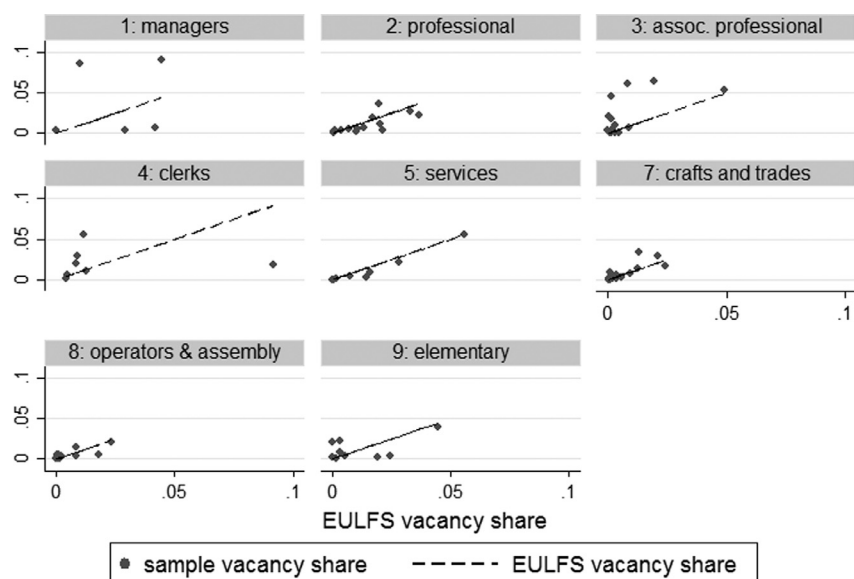 1: managers
2: professional
3: assoc. professional
0 .05 .1
4: clerks
5: services
7: crafts and trades
0 .05 .1
0 .05 .1
8: operators & assembly
9: elementary
0 .05 .1
0 .05 .1
0 .05 .1
EULFS vacancy share
sample vacancy share
EULFS vacancy share